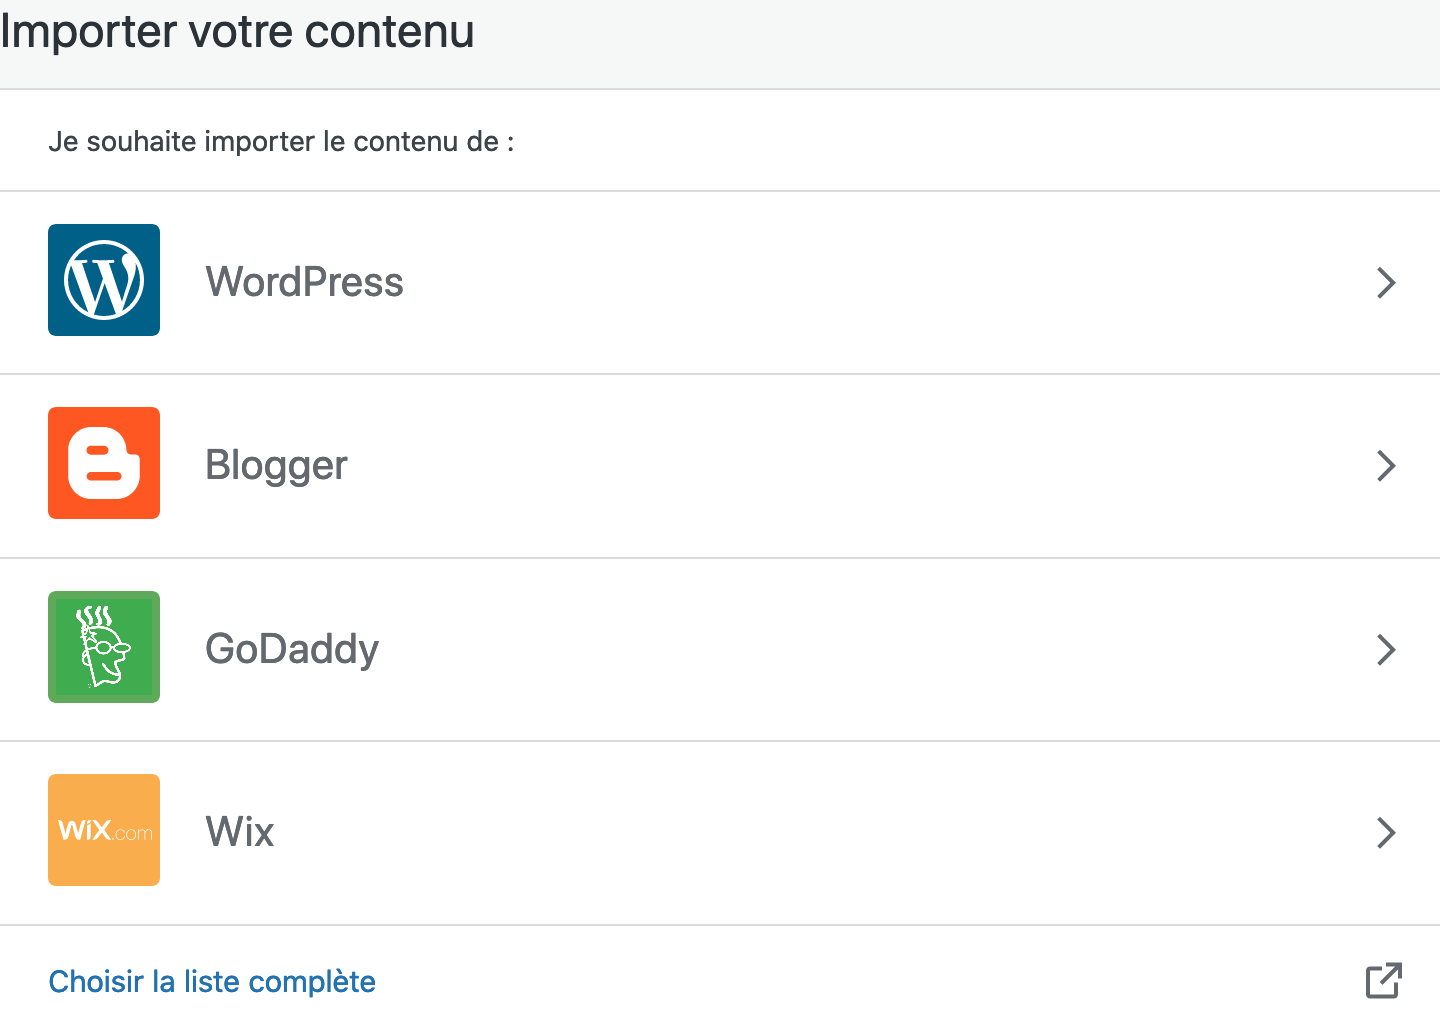 Importer votre contenu
Je souhaite importer le contenu de :
WordPress
Blogger
GoDaddy
WiX.com
Wix
Choisir la liste complète